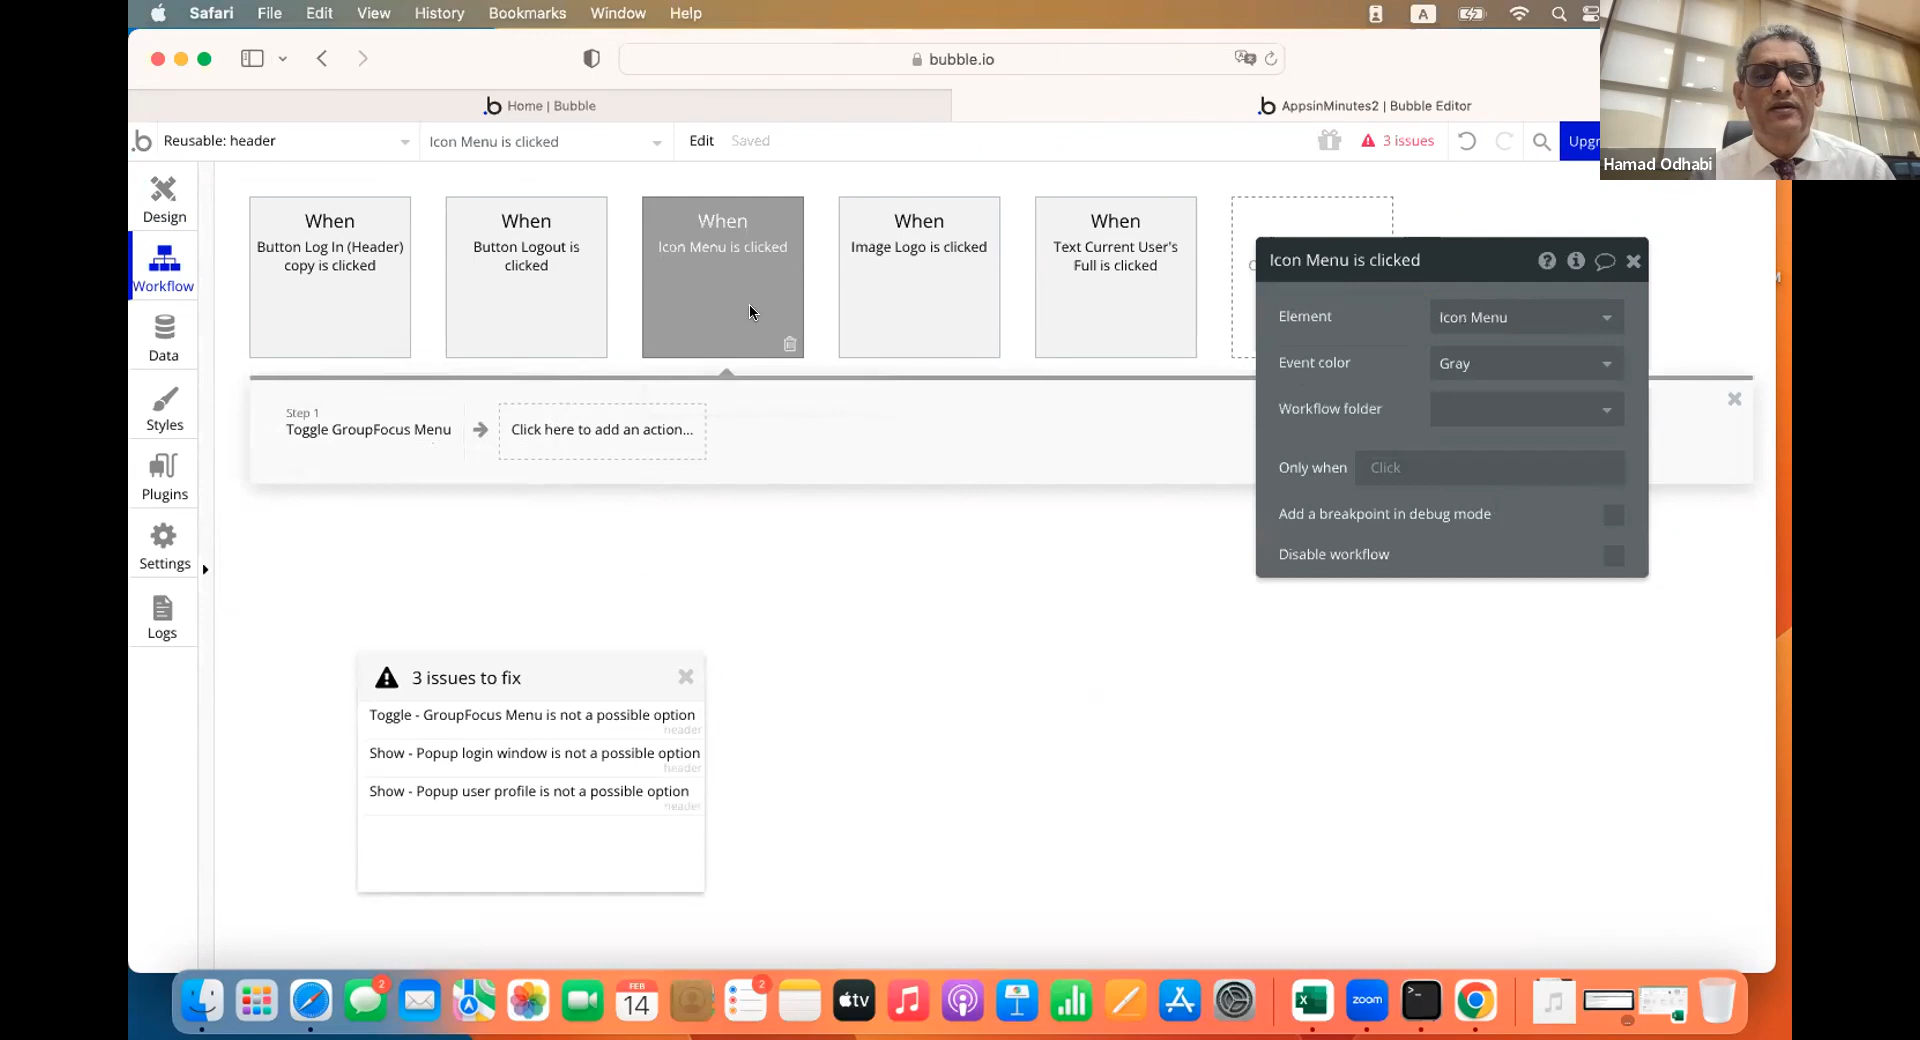 Safari File Edit View History Bookmarks Window Help
A
bubble.io
Home | Bubble
AppsinMinutes2 | Bubble Editor
Reusable: header
Icon Menu is clicked
Edit
Saved
3 issues
Upgr
Hamad Odhabi
Design
Workflow
Data
Styles
Plugins
Settings
Logs
When
Button Log In (Header)
copy is clicked
When
Button Logout is
clicked
When
Icon Menu is clicked
When
Image Logo is clicked
When
Text Current User's
Full is clicked
Step 1
Toggle GroupFocus Menu
Click here to add an action...
Icon Menu is clicked
Element
Icon Menu
Event color
Gray
Workflow folder
Only when
Click
Add a breakpoint in debug mode
Disable workflow
3 issues to fix
Toggle - GroupFocus Menu is not a possible option
header
Show - Popup login window is not a possible option
header
Show - Popup user profile is not a possible option
header
2
FEB
14
2
tv
zoom